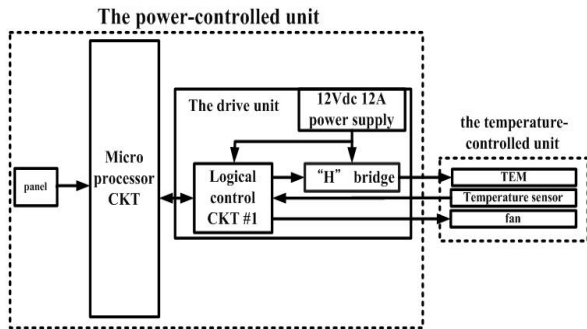 The power-controlled unit
The drive unit
12Vdc 12A
power supply
the temperature-
controlled unit
panel
Micro
processor
CKT
Logical
control
CKT #1
“H” bridge
TEM
Temperature sensor
fan